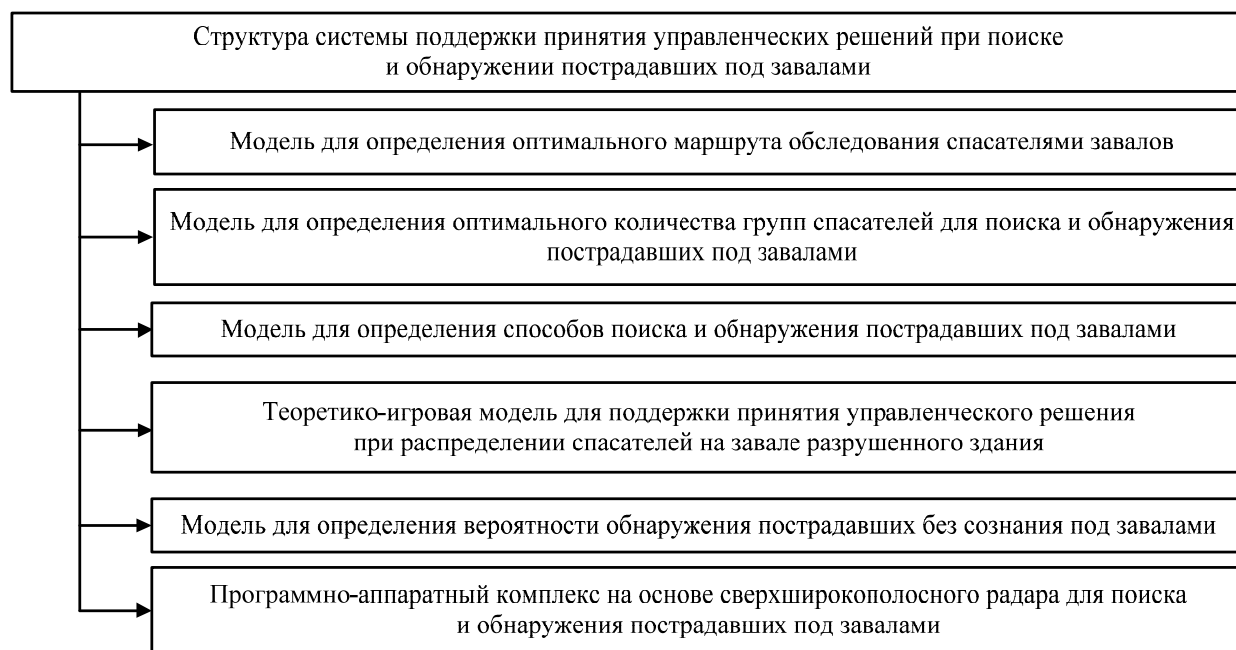 Структура системы поддержки принятия управленческих решений при поиске
и обнаружении пострадавших под завалами
Модель для определения оптимального маршрута обследования спасателями завалов
Модель для определения оптимального количества групп спасателей для поиска и обнаружения
пострадавших под завалами
Модель для определения способов поиска и обнаружения пострадавших под завалами
Теоретико-игровая модель для поддержки принятия управленческого решения
при распределении спасателей на завале разрушенного здания
Модель для определения вероятности обнаружения пострадавших без сознания под завалами
Программно-аппаратный комплекс на основе сверхширокополосного радара для поиска
и обнаружения пострадавших под завалами